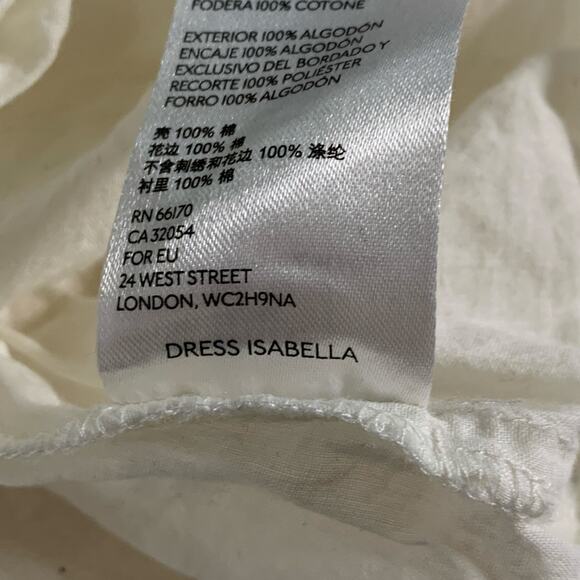 FODERA 100% COTONE
EXTERIOR 100% ALGODÓN
ENCAJE 100% ALGODÓN
EXCLUSIVO DEL BORDADO Y
RECORTE 100% POLIÉSTER
FORRO 100% ALGODÓN
壳 100% 棉
花边 100% 棉
不含刺绣和花边 100% 涤纶
衬里 100% 棉
RN 66170
CA 32054
FOR EU
24 WEST STREET
LONDON, WC2H9NA
DRESS ISABELLA